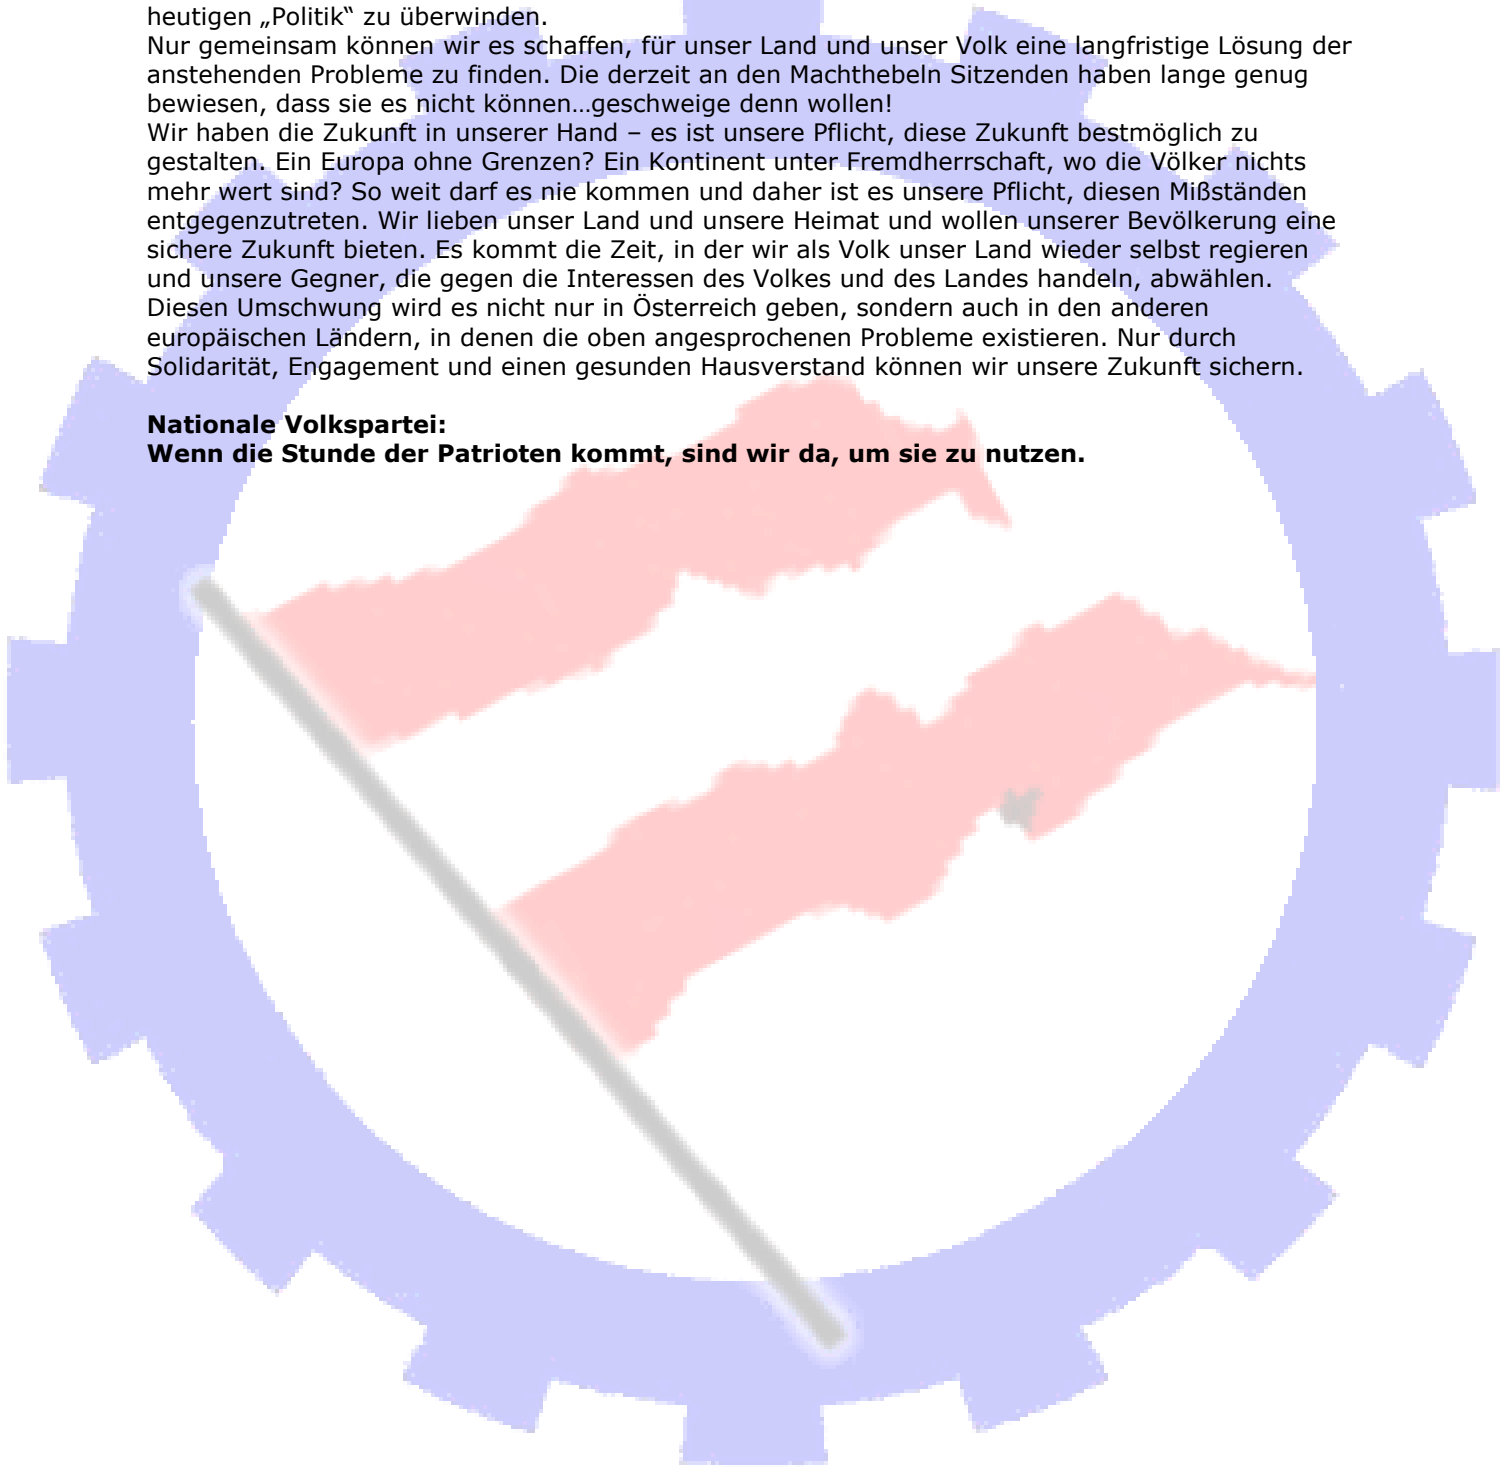 heutigen „Politik“ zu überwinden.
Nur gemeinsam können wir es schaffen, für unser Land und unser Volk eine langfristige Lösung der
anstehenden Probleme zu finden. Die derzeit an den Machthebeln Sitzenden haben lange genug
bewiesen, dass sie es nicht können…geschweige denn wollen!
Wir haben die Zukunft in unserer Hand – es ist unsere Pflicht, diese Zukunft bestmöglich zu
gestalten. Ein Europa ohne Grenzen? Ein Kontinent unter Fremdherrschaft, wo die Völker nichts
mehr wert sind? So weit darf es nie kommen und daher ist es unsere Pflicht, diesen Mißständen
entgegenzutreten. Wir lieben unser Land und unsere Heimat und wollen unserer Bevölkerung eine
sichere Zukunft bieten. Es kommt die Zeit, in der wir als Volk unser Land wieder selbst regieren
und unsere Gegner, die gegen die Interessen des Volkes und des Landes handeln, abwählen.
Diesen Umschwung wird es nicht nur in Österreich geben, sondern auch in den anderen
europäischen Ländern, in denen die oben angesprochenen Probleme existieren. Nur durch
Solidarität, Engagement und einen gesunden Hausverstand können wir unsere Zukunft sichern.
Nationale Volkspartei:
Wenn die Stunde der Patrioten kommt, sind wir da, um sie zu nutzen.